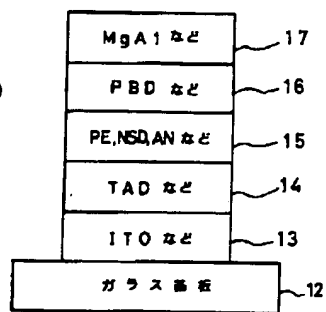 MgAl など 17
PBD など 16
PE,NSD,AN など 15
TAD など 14
ITO など 13
ガラス基板 12